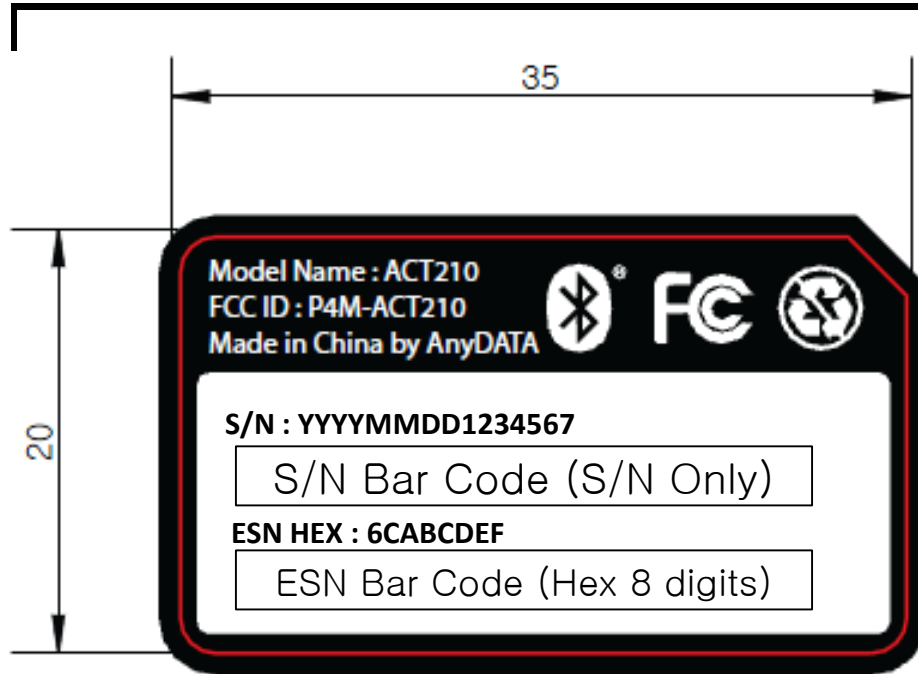 35
20
Model Name : ACT210
FCC ID : P4M-ACT210
Made in China by AnyDATA
®
FC
S/N : YYYYMMDD1234567
S/N Bar Code (S/N Only)
ESN HEX : 6CABCDEF
ESN Bar Code (Hex 8 digits)